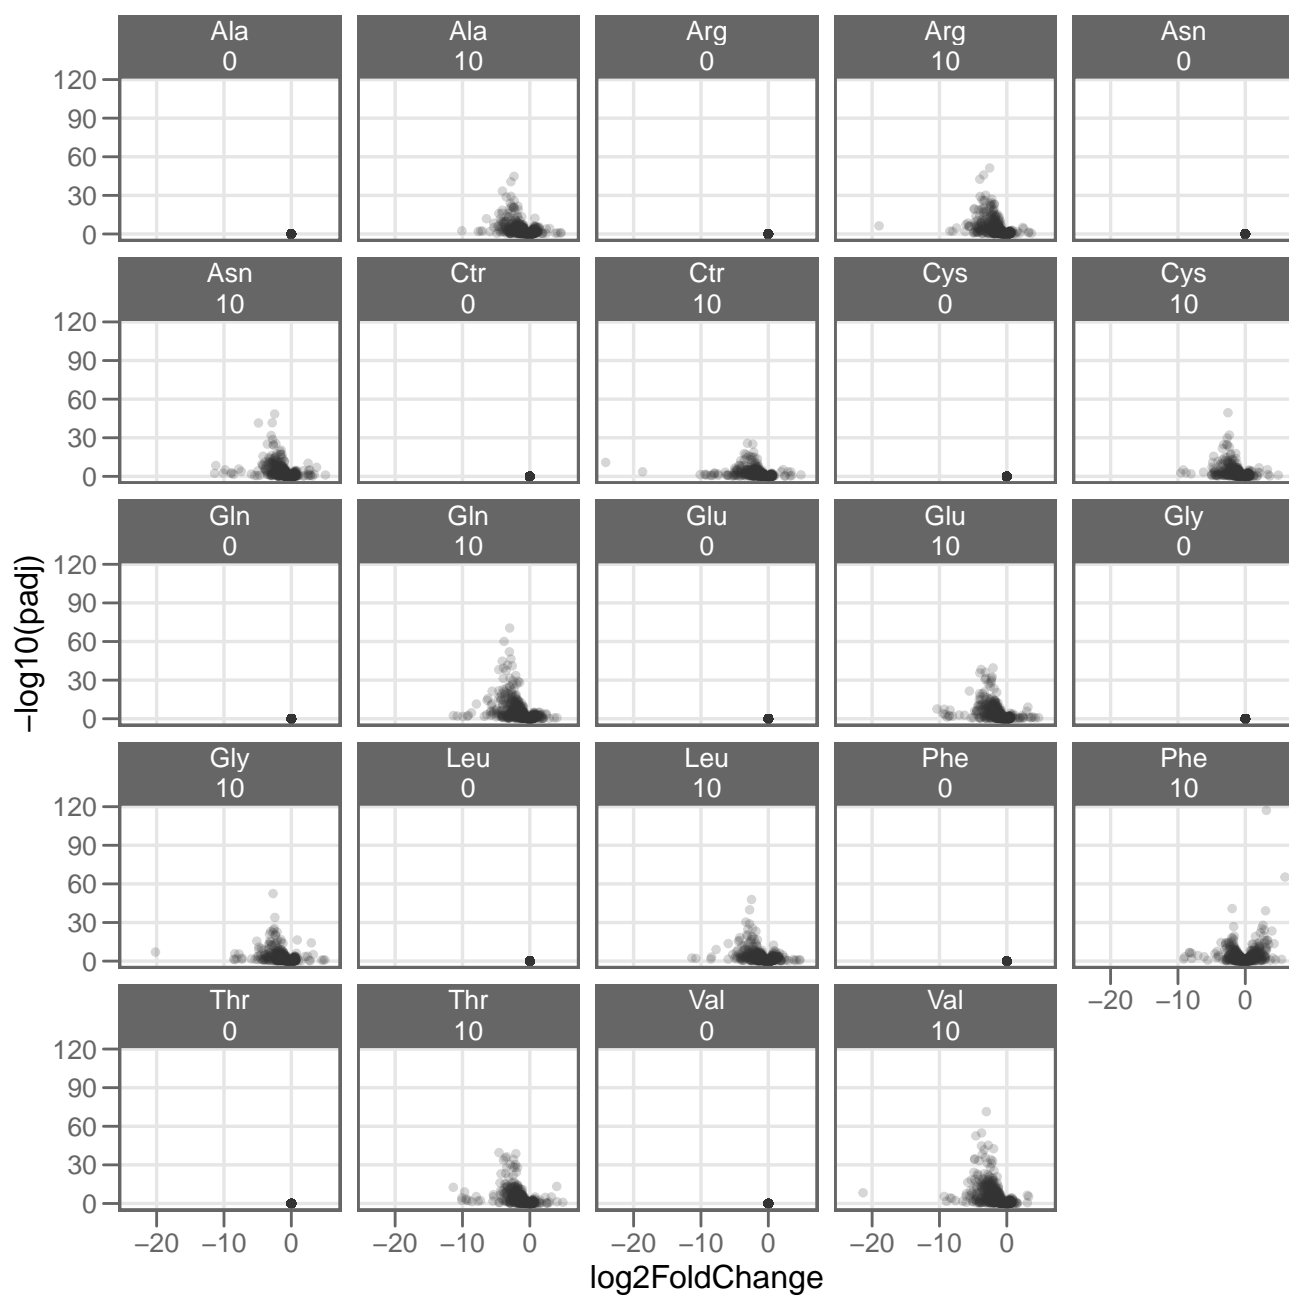 Ala Ala Arg Arg Asn
0 10 0 10 0
120
90
60
30
0
Asn Ctr Ctr Cys Cys
10 0 10 0 10
120
90
60
30
0
Gln Gln Glu Glu Gly
0 10 0 10 0
120
90
60
30
0
−log10(padj)
Gly Leu Leu Phe Phe
10 0 10 0 10
120
90
60
30
0
−20 −10 0
Thr Thr Val Val
0 10 0 10
120
90
60
30
0
−20 −10 0 −20 −10 0 −20 −10 0 −20 −10 0
log2FoldChange